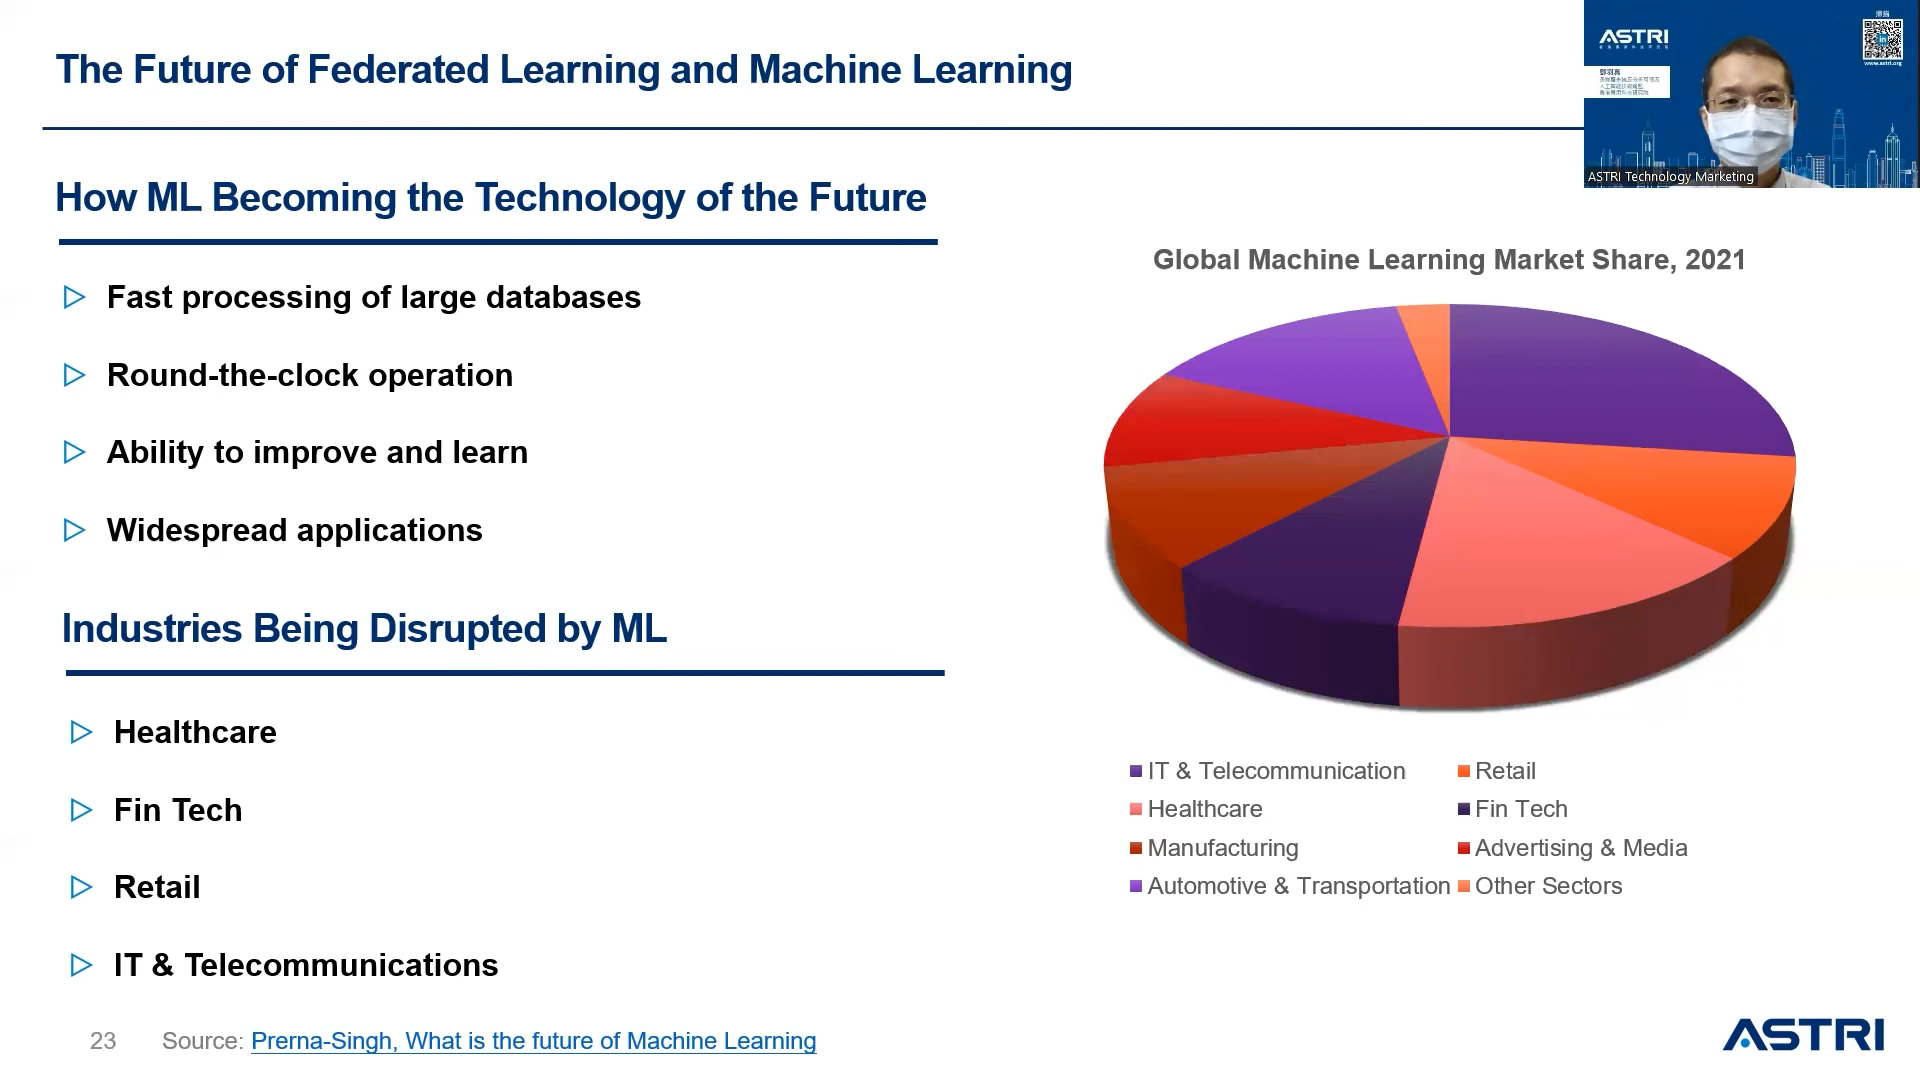 The Future of Federated Learning and Machine Learning
ASTRI
www.astri.org
ASTRI Technology Marketing
How ML Becoming the Technology of the Future
Fast processing of large databases
Round-the-clock operation
Ability to improve and learn
Widespread applications
Industries Being Disrupted by ML
Healthcare
Fin Tech
Retail
IT & Telecommunications
Global Machine Learning Market Share, 2021
IT & Telecommunication
Retail
Healthcare
Fin Tech
Manufacturing
Advertising & Media
Automotive & Transportation
Other Sectors
23
Source: Prerna-Singh, What is the future of Machine Learning
ASTRI